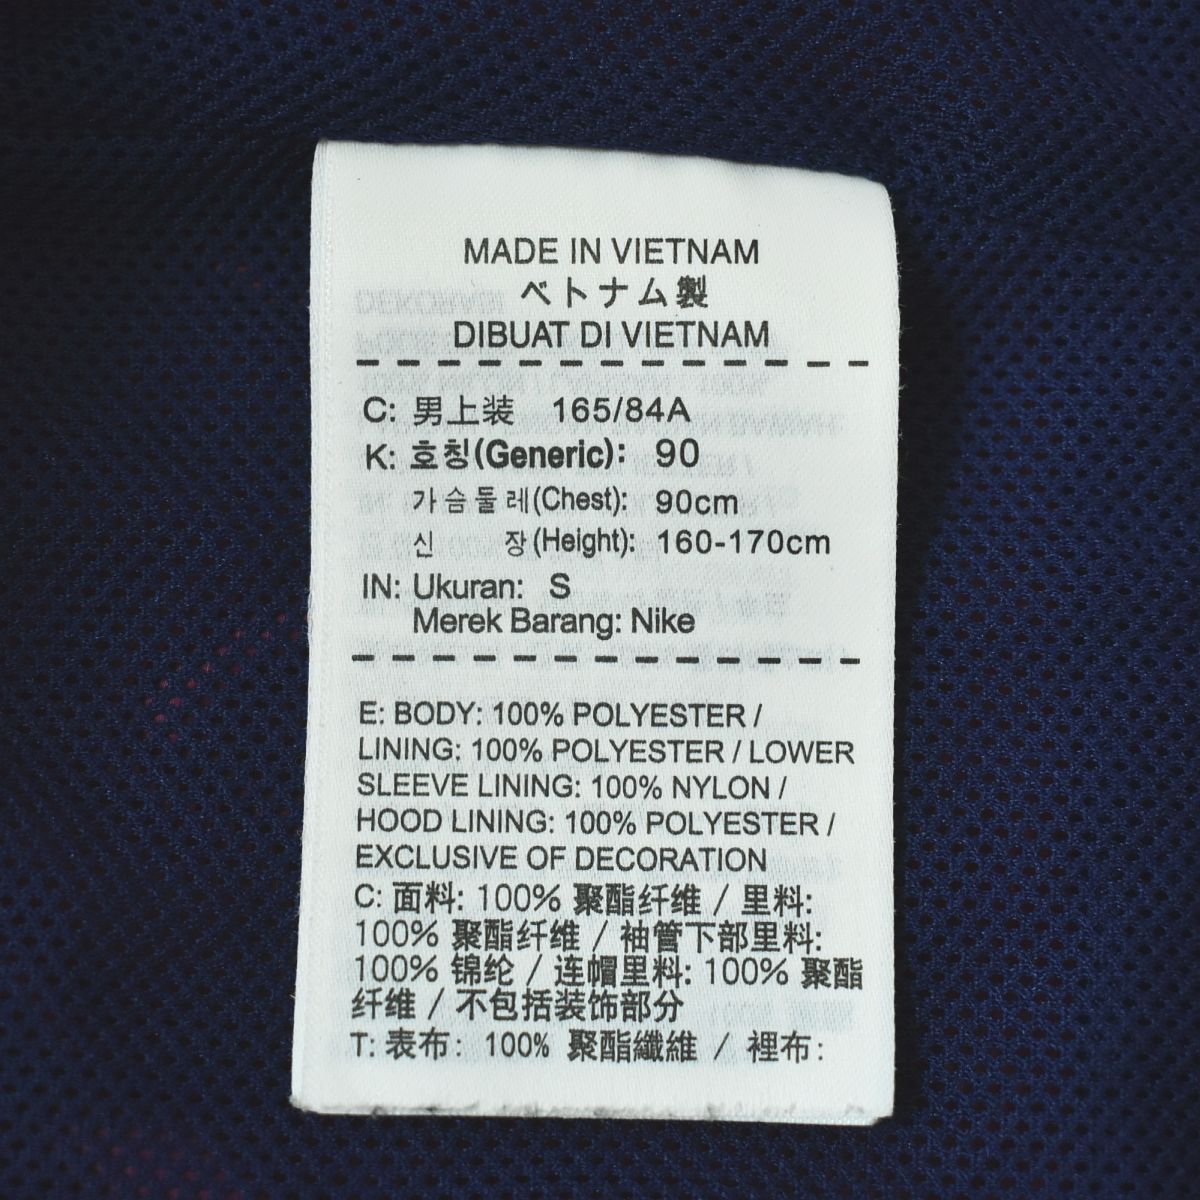 MADE IN VIETNAM
ベトナム製
DIBUAT DI VIETNAM
C: 男上装 165/84A
K: 호칭(Generic): 90
가슴둘레(Chest): 90cm
신 장(Height): 160-170cm
IN: Ukuran: S
Merek Barang: Nike
E: BODY: 100% POLYESTER /
LINING: 100% POLYESTER / LOWER
SLEEVE LINING: 100% NYLON /
HOOD LINING: 100% POLYESTER /
EXCLUSIVE OF DECORATION
C: 面料: 100% 聚酯纤维 / 里料:
100% 聚酯纤维 / 袖管下部里料:
100% 锦纶 / 连帽里料: 100% 聚酯
纤维 / 不包括装饰部分
T: 表布: 100% 聚酯纖維 / 裡布: